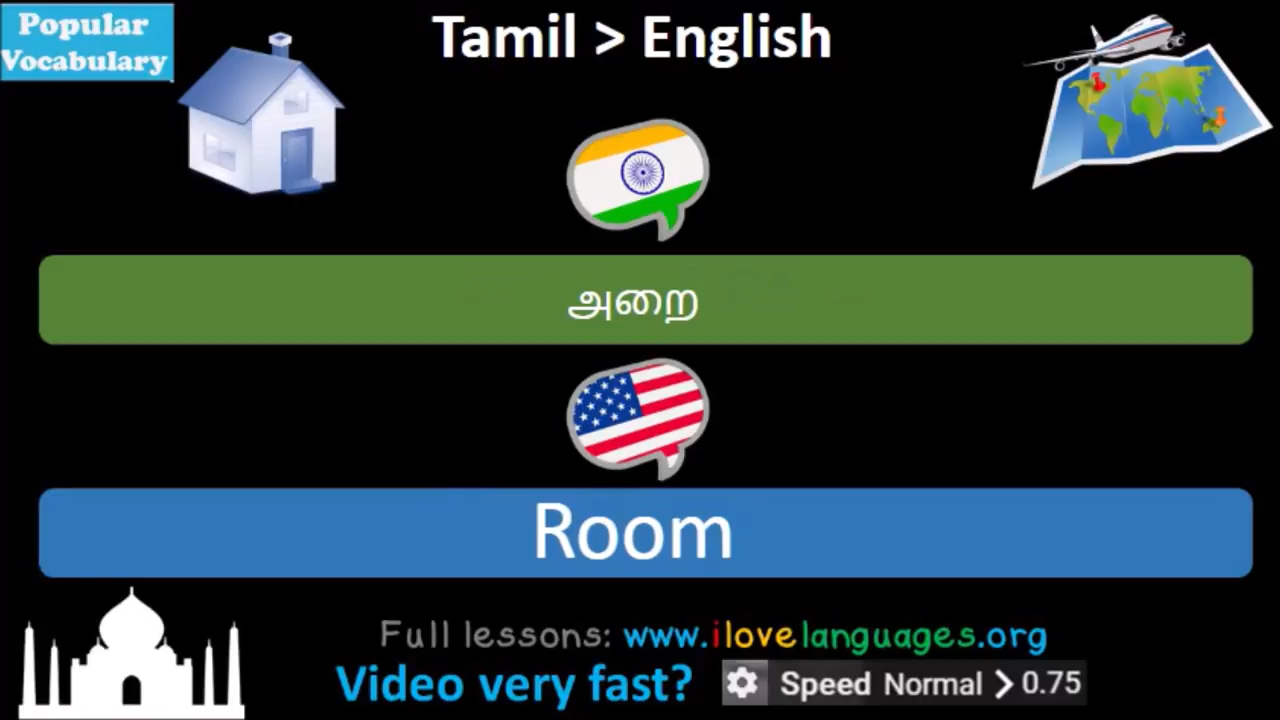 Popular
Vocabulary
Tamil > English
அறை
Room
Full lessons: www.ilovelanguages.org
Video very fast? Speed Normal > 0.75